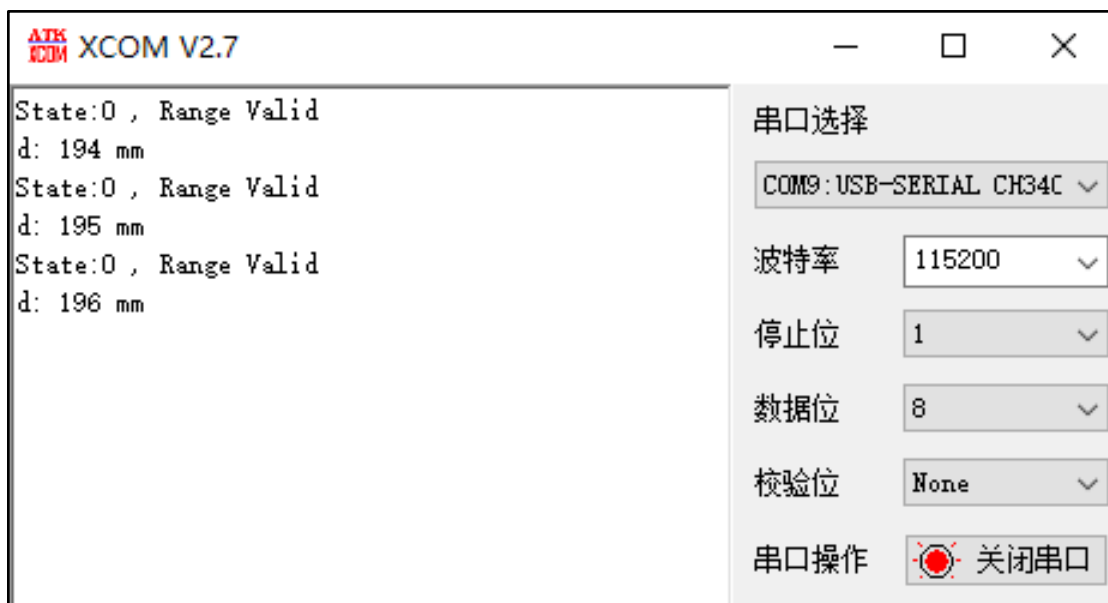 ATK XCOM XCOM V2.7
State:0 , Range Valid
d: 194 mm
State:0 , Range Valid
d: 195 mm
State:0 , Range Valid
d: 196 mm
串口选择
COM9:USB-SERIAL CH34
波特率 115200
停止位 1
数据位 8
校验位 None
串口操作 关闭串口